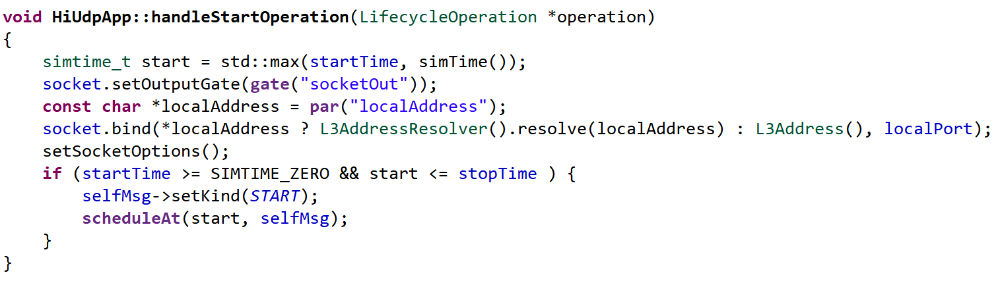 void HiUdpApp::handleStartOperation(LifecycleOperation *operation)
{
    simtime_t start = std::max(startTime, simTime());
    socket.setOutputGate(gate("socketOut"));
    const char *localAddress = par("localAddress");
    socket.bind(*localAddress ? L3AddressResolver().resolve(localAddress) : L3Address(), localPort);
    setSocketOptions();
    if (startTime >= SIMTIME_ZERO && start <= stopTime ) {
        selfMsg->setKind(START);
        scheduleAt(start, selfMsg);
    }
}